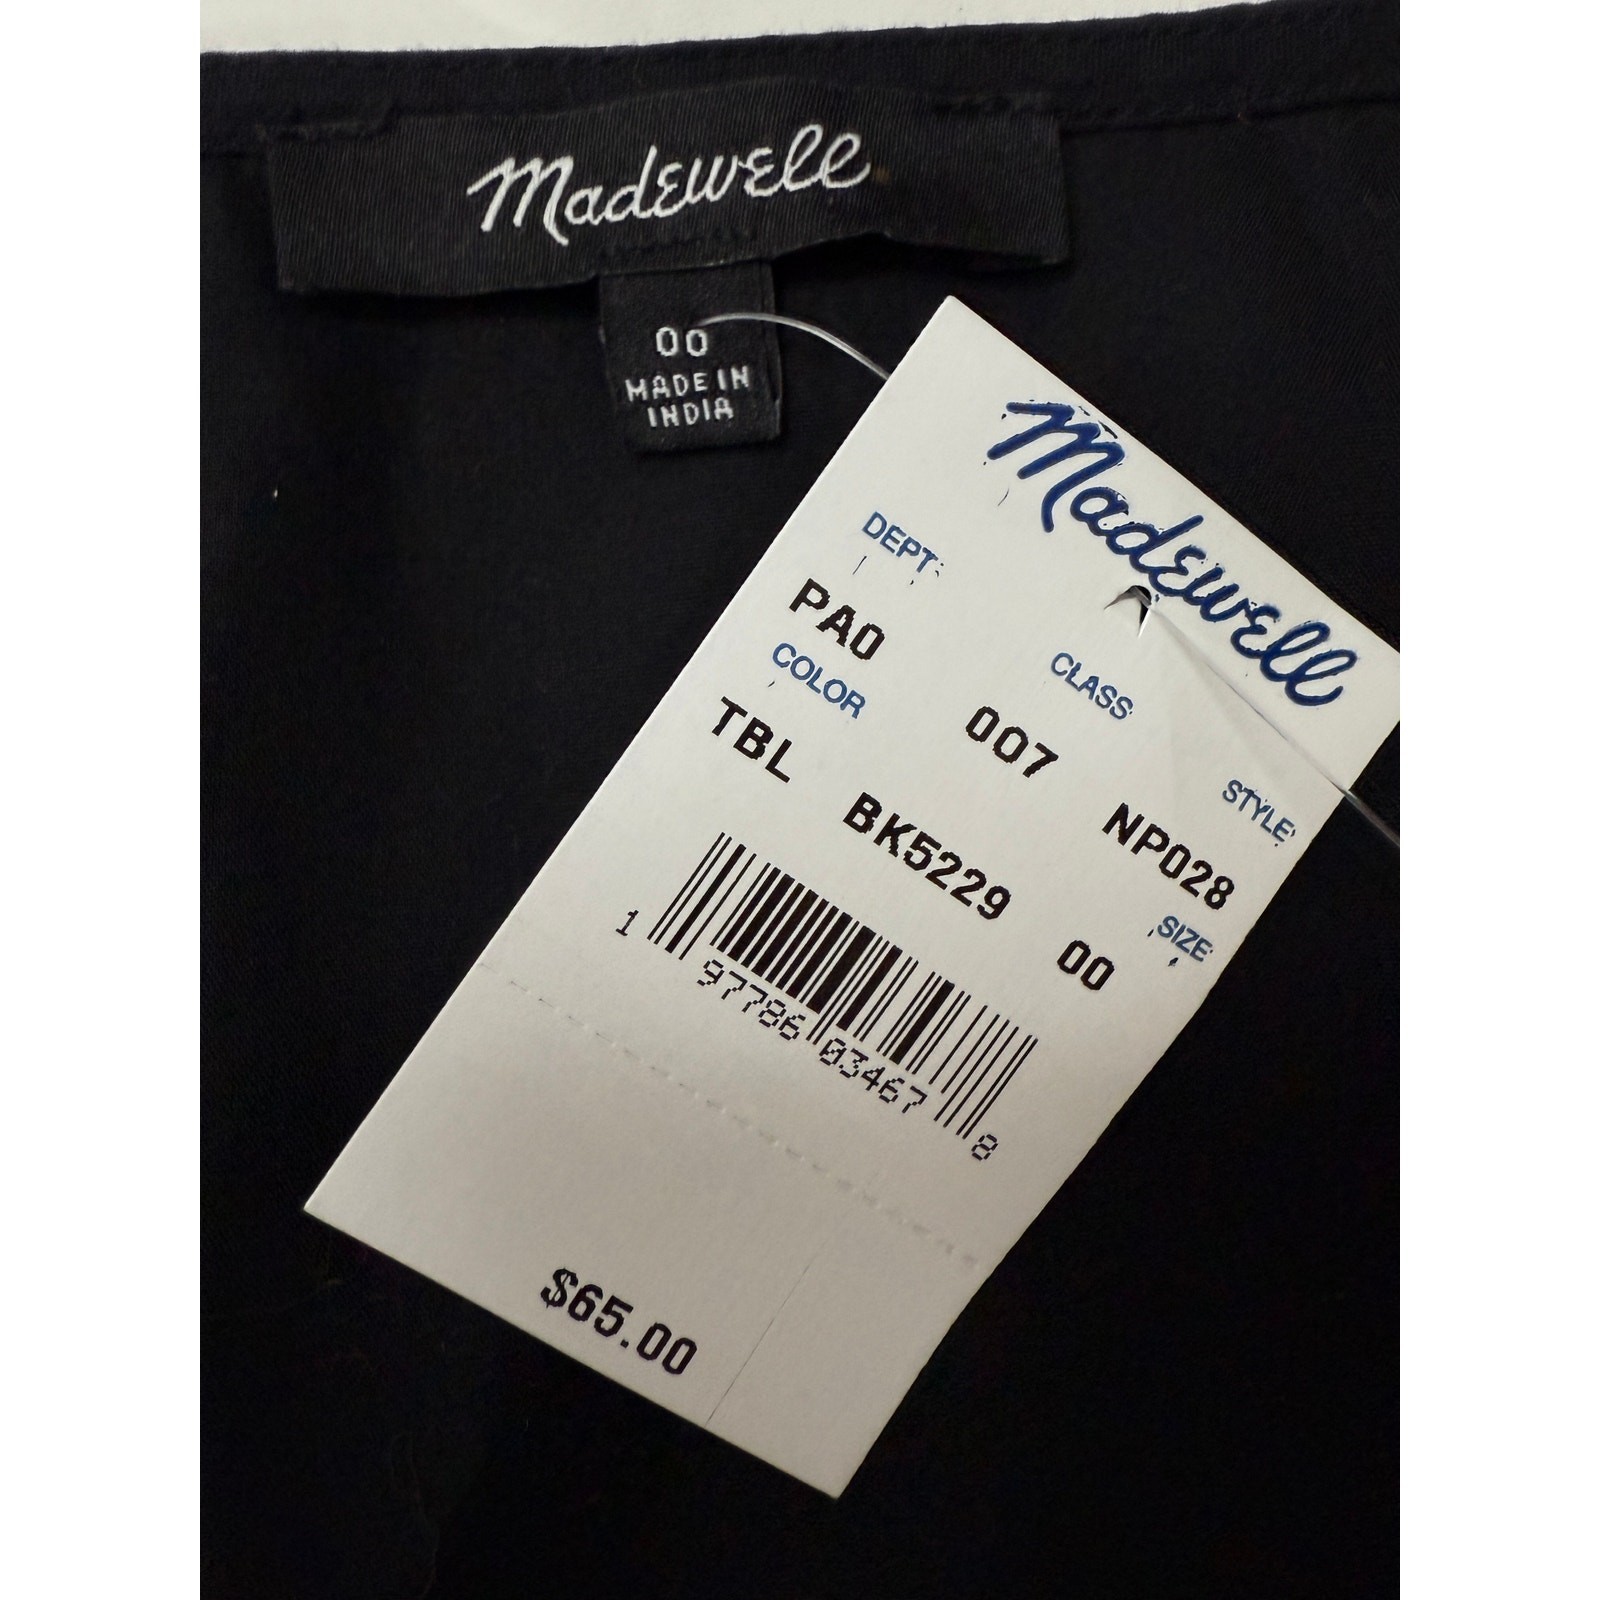 Madewell
00
MADE IN
INDIA
Madewell
DEPT:
CLASS
STYLE
PA0
007
NP028
COLOR
SIZE
TBL
BK5229
00
1 97786 03467 8
$65.00